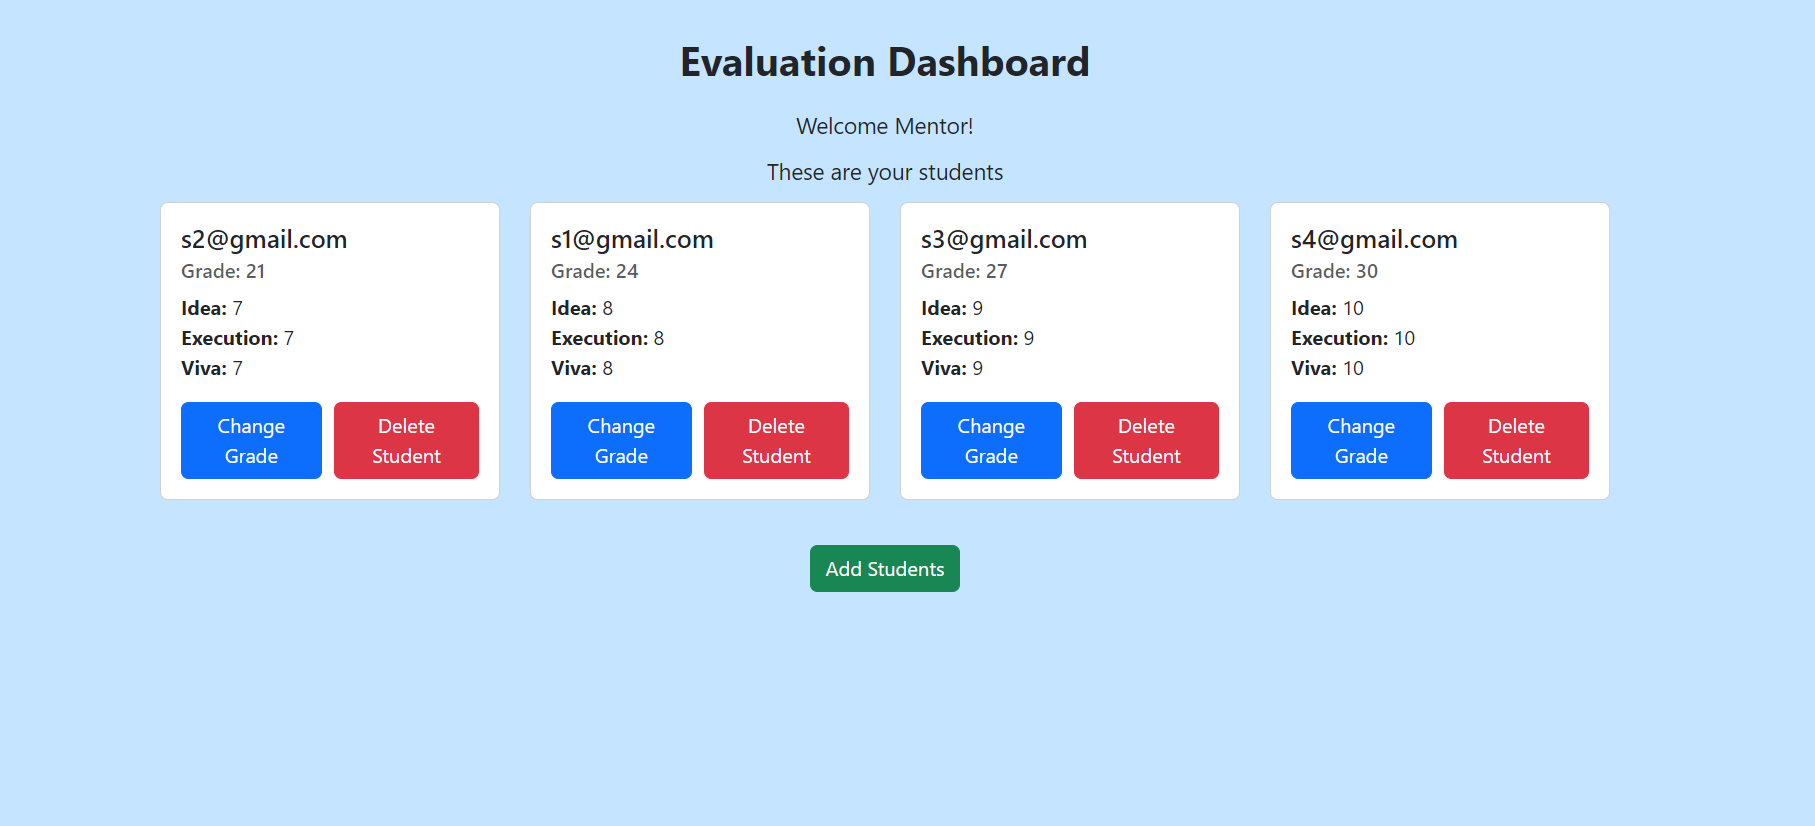 Evaluation Dashboard
Welcome Mentor!
These are your students
s2@gmail.com
Grade: 21
Idea: 7
Execution: 7
Viva: 7
Change
Grade
Delete
Student
s1@gmail.com
Grade: 24
Idea: 8
Execution: 8
Viva: 8
Change
Grade
Delete
Student
s3@gmail.com
Grade: 27
Idea: 9
Execution: 9
Viva: 9
Change
Grade
Delete
Student
s4@gmail.com
Grade: 30
Idea: 10
Execution: 10
Viva: 10
Change
Grade
Delete
Student
Add Students